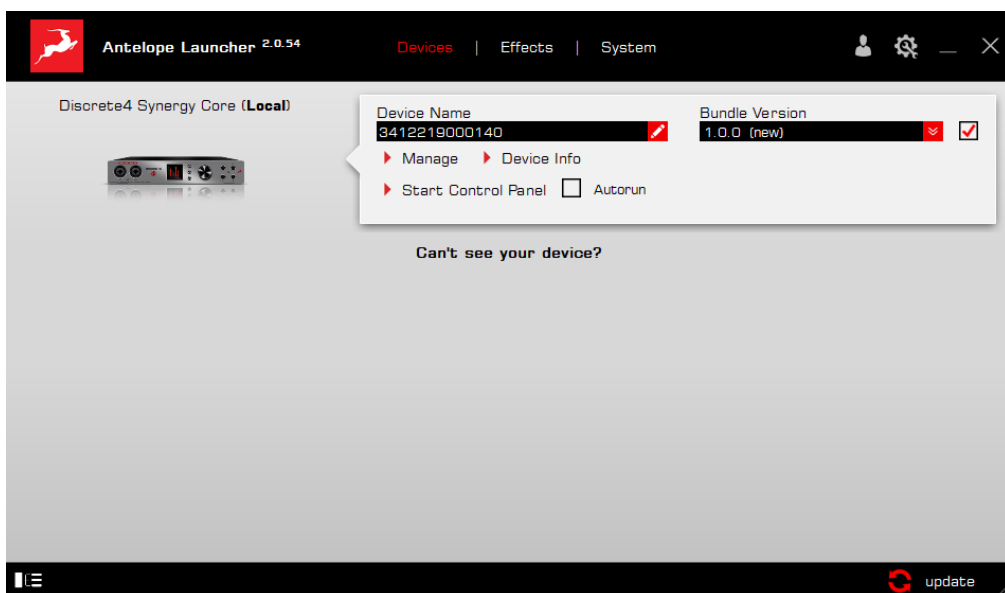 Antelope Launcher 2.0.54
Devices | Effects | System
Discrete4 Synergy Core (Local)
Device Name
3412219000140
Bundle Version
1.0.0 (new)
Manage
Device Info
Start Control Panel
Autorun
Can't see your device?
update